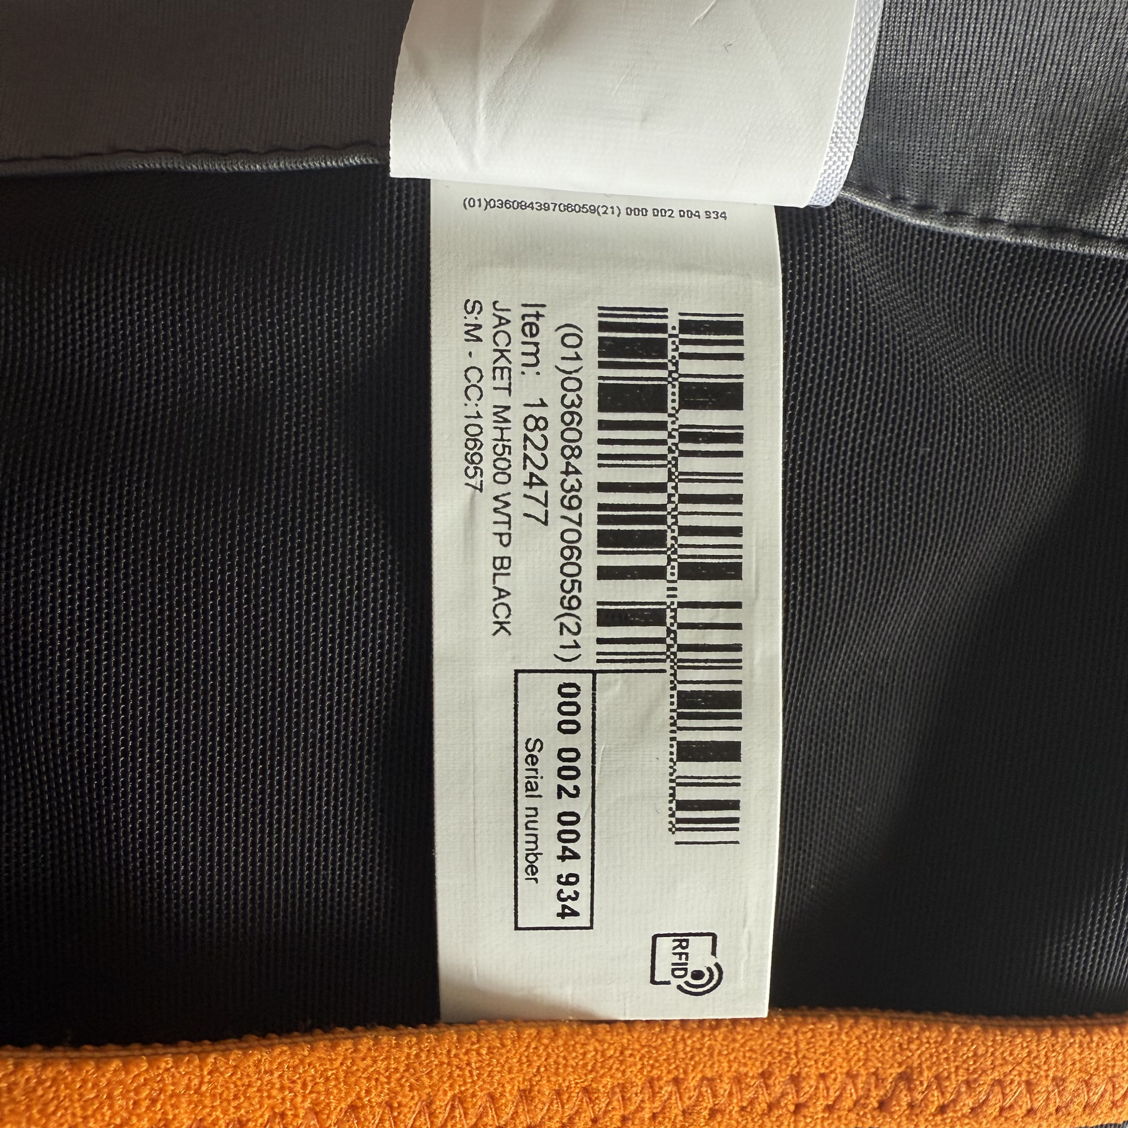 (01)03608439706059(21) 000 002 004 934
(01)03608439706059(21) 000 002 004 934
Serial number
Item: 1822477
JACKET MH500 WTP BLACK
S:M - CC:106957
RFID